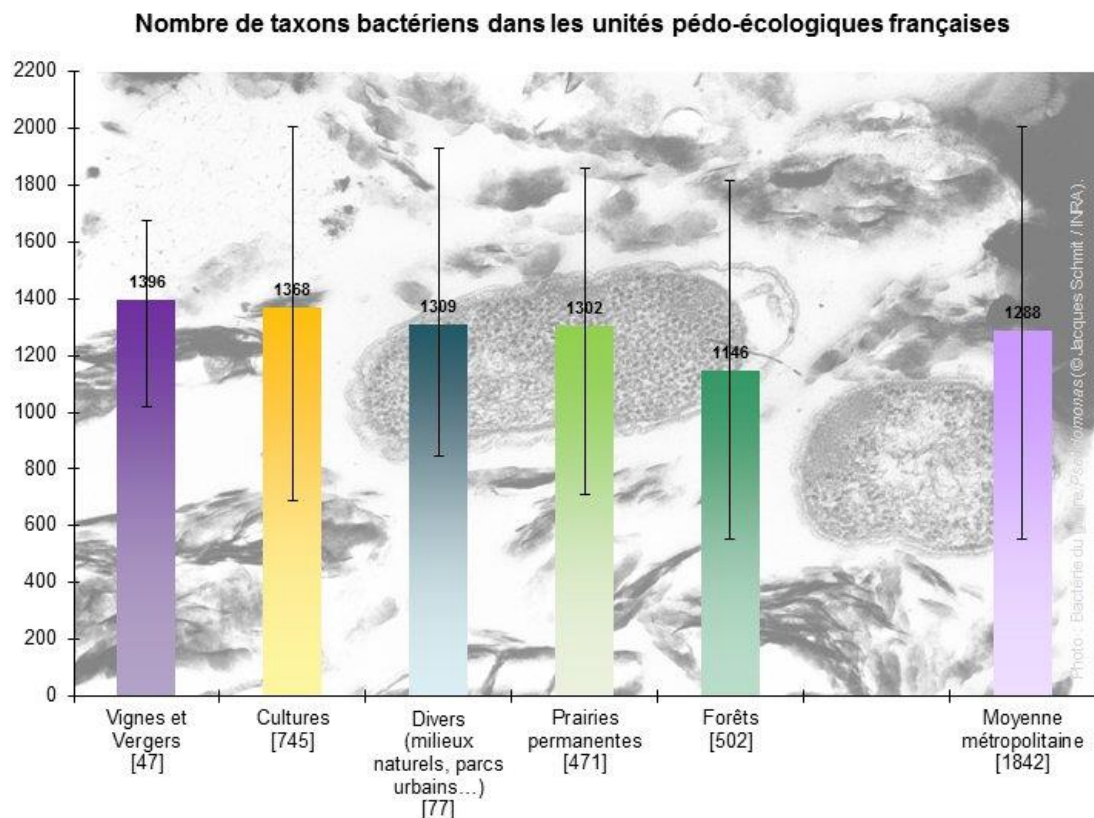 Nombre de taxons bactériens dans les unités pédo-écologiques françaises
2200
2000
1800
1600
1400
1200
1000
800
600
400
200
0
1396
1368
1309
1302
1146
1288
Vignes et
Vergers
[47]
Cultures
[745]
Divers
(milieux
naturels, parcs
urbains…)
[77]
Prairies
permanentes
[471]
Forêts
[502]
Moyenne
métropolitaine
[1842]
Photo : Bactérie du (© Jacques Schmit / INRA).